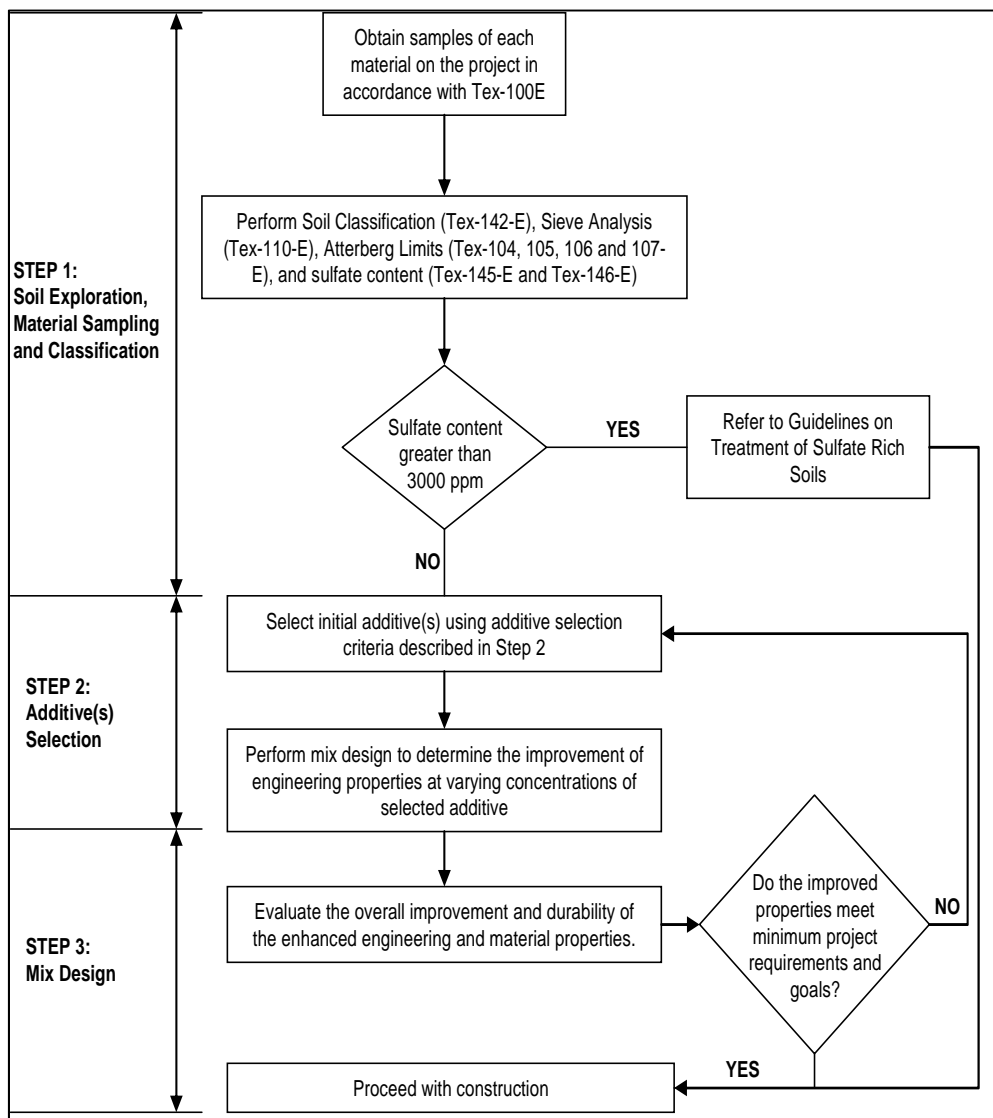 Obtain samples of each
material on the project in
accordance with Tex-100E
Perform Soil Classification (Tex-142-E), Sieve Analysis
(Tex-110-E), Atterberg Limits (Tex-104, 105, 106 and 107-
E), and sulfate content (Tex-145-E and Tex-146-E)
STEP 1:
Soil Exploration,
Material Sampling
and Classification
Sulfate content
greater than
3000 ppm
YES
Refer to Guidelines on
Treatment of Sulfate Rich
Soils
NO
Select initial additive(s) using additive selection
criteria described in Step 2
STEP 2:
Additive(s)
Selection
Perform mix design to determine the improvement of
engineering properties at varying concentrations of
selected additive
Evaluate the overall improvement and durability of
the enhanced engineering and material properties.
Do the improved
properties meet
minimum project
requirements and
goals?
NO
STEP 3:
Mix Design
YES
Proceed with construction